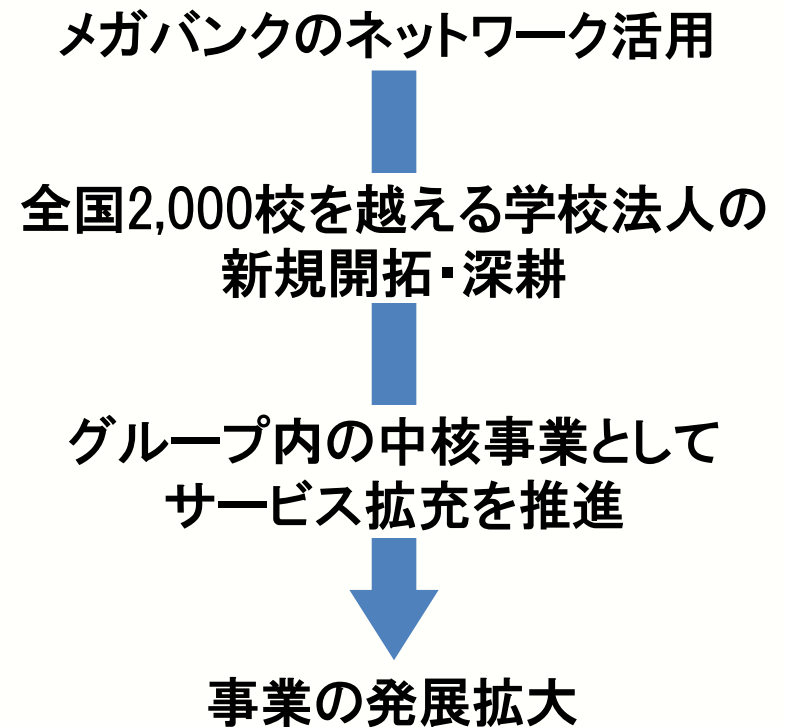 メガバンクのネットワーク活用
全国2,000校を越える学校法人の
新規開拓・深耕
グループ内の中核事業として
サービス拡充を推進
事業の発展拡大